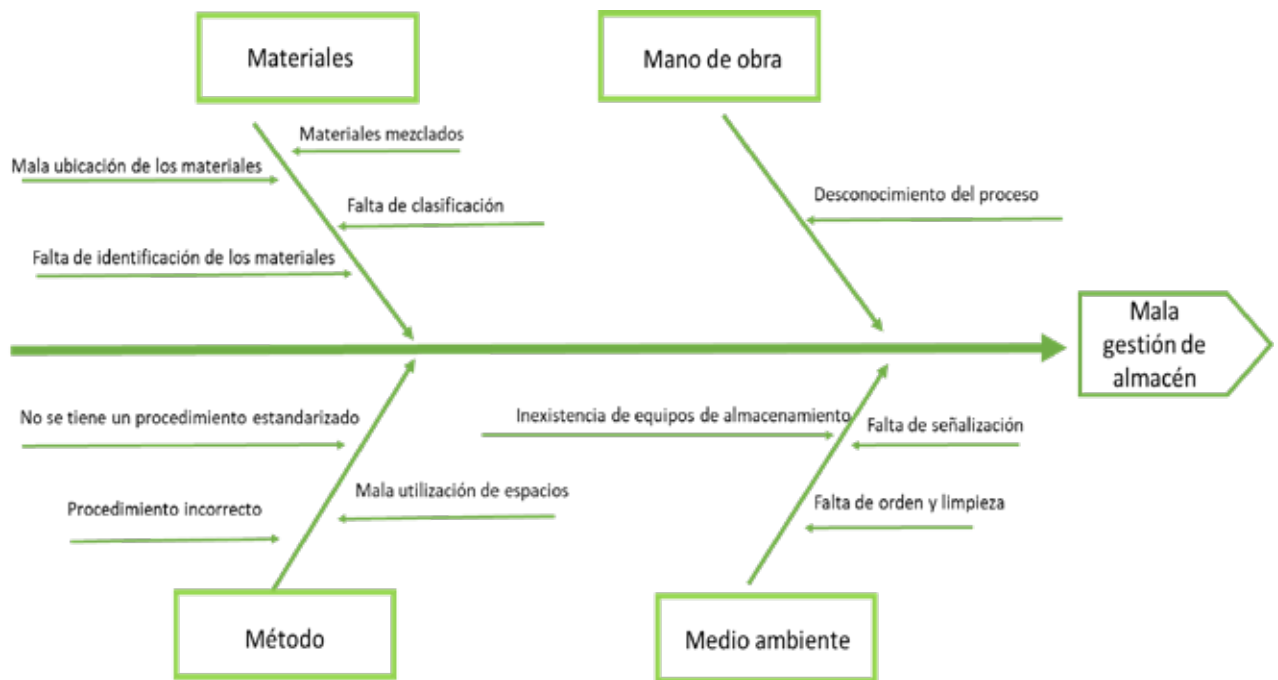 Materiales
Mano de obra
Materiales mezclados
Mala ubicación de los materiales
Desconocimiento del proceso
Falta de clasificación
Falta de identificación de los materiales
Mala
gestión de
almacén
No se tiene un procedimiento estandarizado
Inexistencia de equipos de almacenamiento
Falta de señalización
Mala utilización de espacios
Procedimiento incorrecto
Falta de orden y limpieza
Método
Medio ambiente